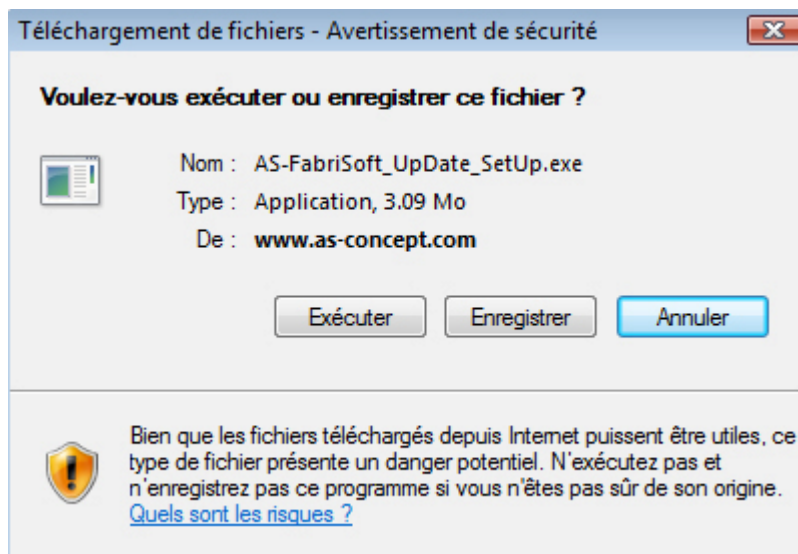 Téléchargement de fichiers - Avertissement de sécurité
Voulez-vous exécuter ou enregistrer ce fichier ?
Nom : AS-FabriSoft_UpDate_SetUp.exe
Type : Application, 3.09 Mo
De : www.as-concept.com
Exécuter Enregistrer Annuler
Bien que les fichiers téléchargés depuis Internet puissent être utiles, ce
type de fichier présente un danger potentiel. N'exécutez pas et
n'enregistrez pas ce programme si vous n'êtes pas sûr de son origine.
Quels sont les risques ?